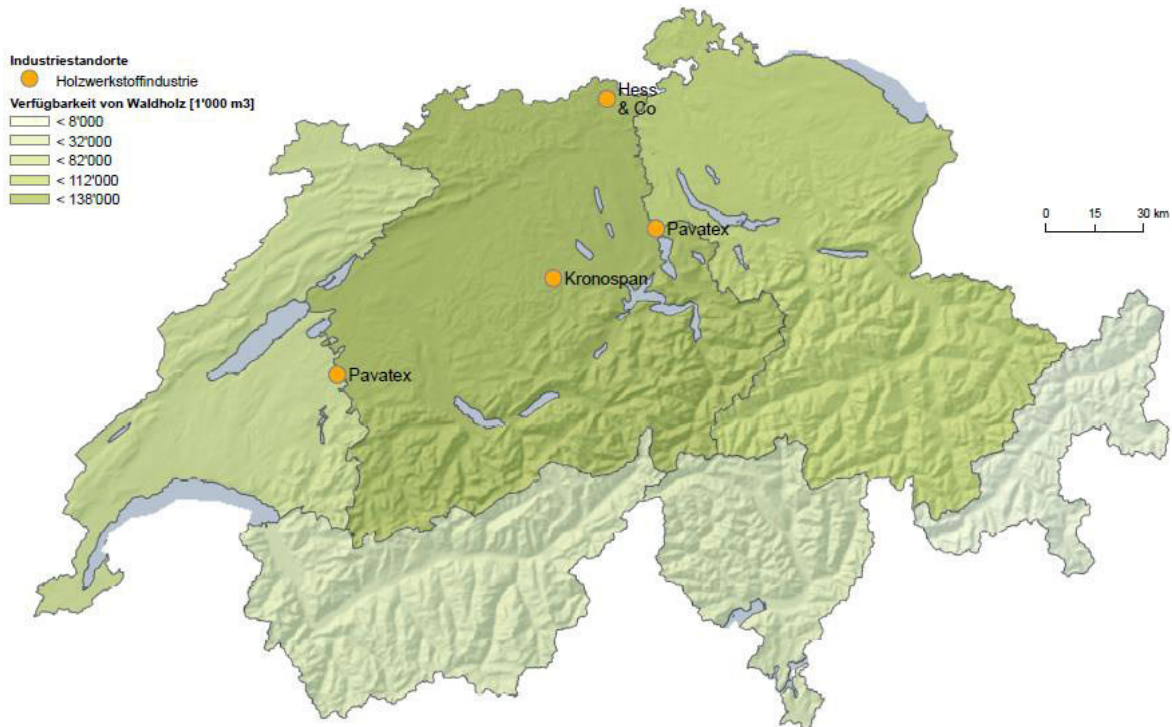 Industriestandorte
Holzwerkstoffindustrie
Verfügbarkeit von Waldholz [1'000 m3]
< 8'000
< 32'000
< 82'000
< 112'000
< 138'000
Hess
& Co
Pavatex
0 15 30 km
Kronospan
Pavatex